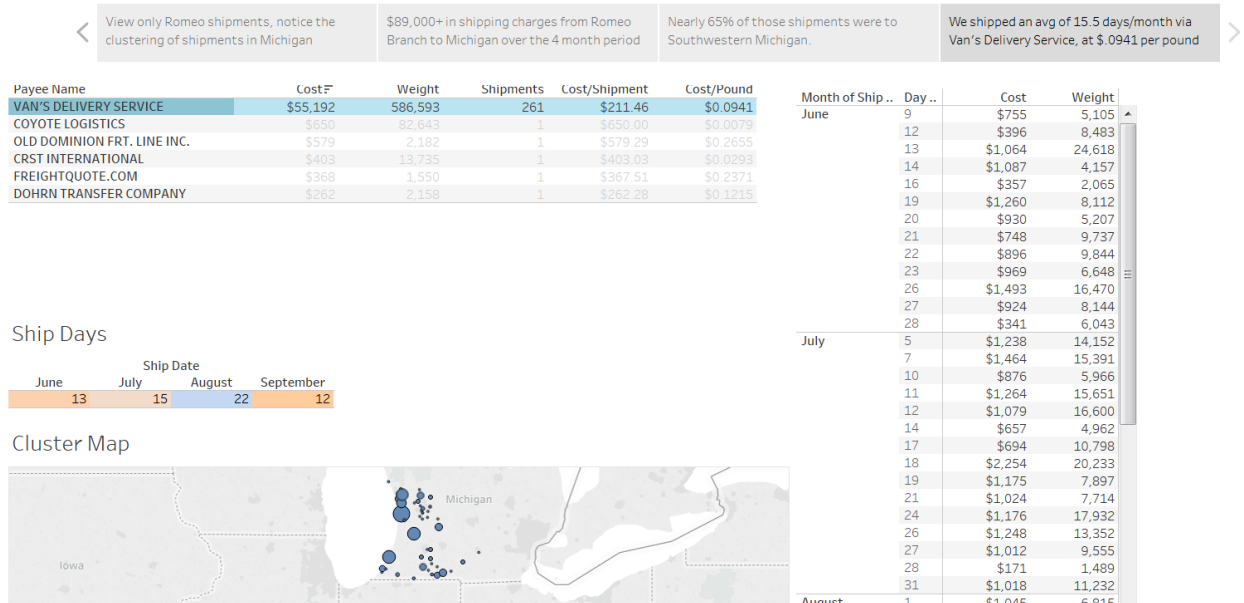 View only Romeo shipments, notice the
clustering of shipments in Michigan
$89,000+ in shipping charges from Romeo
Branch to Michigan over the 4 month period
Nearly 65% of those shipments were to
Southwestern Michigan.
We shipped an avg of 15.5 days/month via
Van's Delivery Service, at $.0941 per pound
Payee Name Cost Weight Shipments Cost/Shipment Cost/Pound
VAN'S DELIVERY SERVICE $55,192 586,593 261 $211.46 $0.0941
COYOTE LOGISTICS $650 82,643 1 $650.00 $0.0079
OLD DOMINION FRT. LINE INC. $579 2,182 1 $579.29 $0.2655
CRST INTERNATIONAL $403 13,735 1 $403.03 $0.0293
FREIGHTQUOTE.COM $368 1,550 1 $367.51 $0.2371
DOHRN TRANSFER COMPANY $262 2,158 1 $262.28 $0.1215
Ship Days
Ship Date
June July August September
13 15 22 12
Cluster Map
Michigan
Iowa
Month of Ship .. Day .. Cost Weight
June 9 $755 5,105
12 $396 8,483
13 $1,064 24,618
14 $1,087 4,157
16 $357 2,065
19 $1,260 8,112
20 $930 5,207
21 $748 9,737
22 $896 9,844
23 $969 6,648
26 $1,493 16,470
27 $924 8,144
28 $341 6,043
July 5 $1,238 14,152
7 $1,464 15,391
10 $876 5,966
11 $1,264 15,651
12 $1,079 16,600
14 $657 4,962
17 $694 10,798
18 $2,254 20,233
19 $1,175 7,897
21 $1,024 7,714
24 $1,176 17,932
26 $1,248 13,352
27 $1,012 9,555
28 $171 1,489
31 $1,018 11,232
August 1 $1,045 6,815